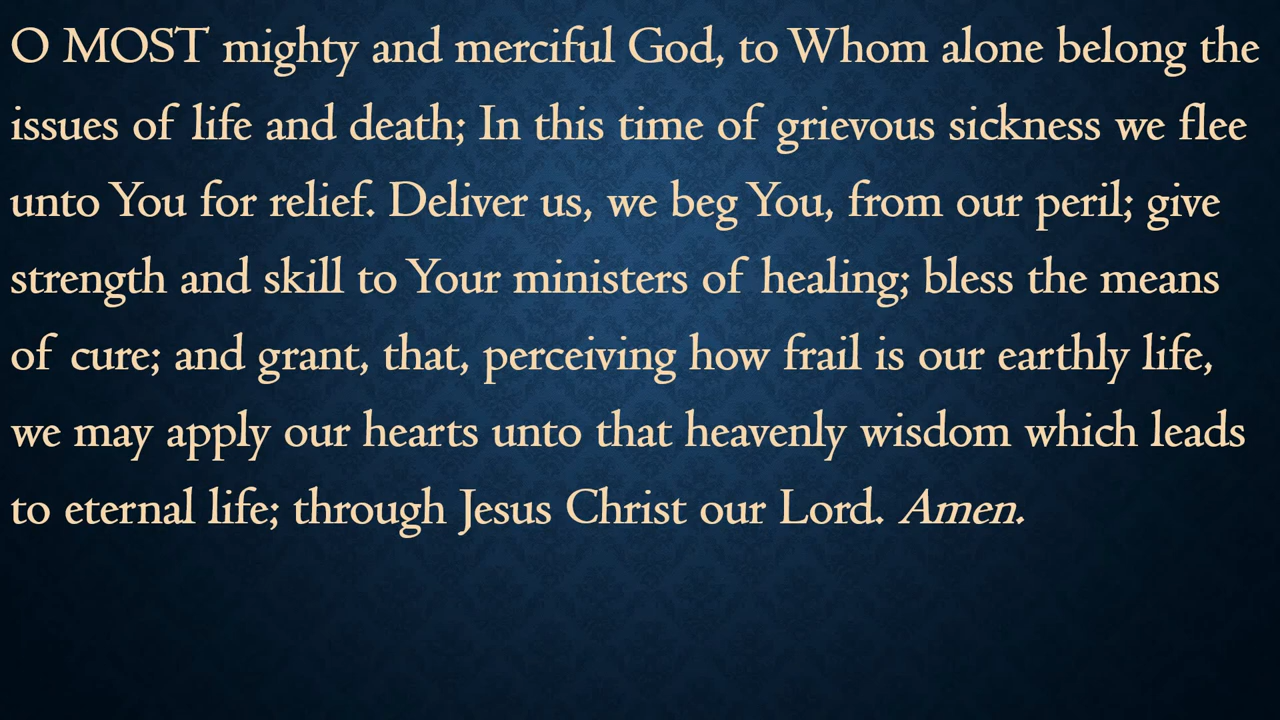 O MOST mighty and merciful God, to Whom alone belong the
issues of life and death; In this time of grievous sickness we flee
unto You for relief. Deliver us, we beg You, from our peril; give
strength and skill to Your ministers of healing; bless the means
of cure; and grant, that, perceiving how frail is our earthly life,
we may apply our hearts unto that heavenly wisdom which leads
to eternal life; through Jesus Christ our Lord. Amen.